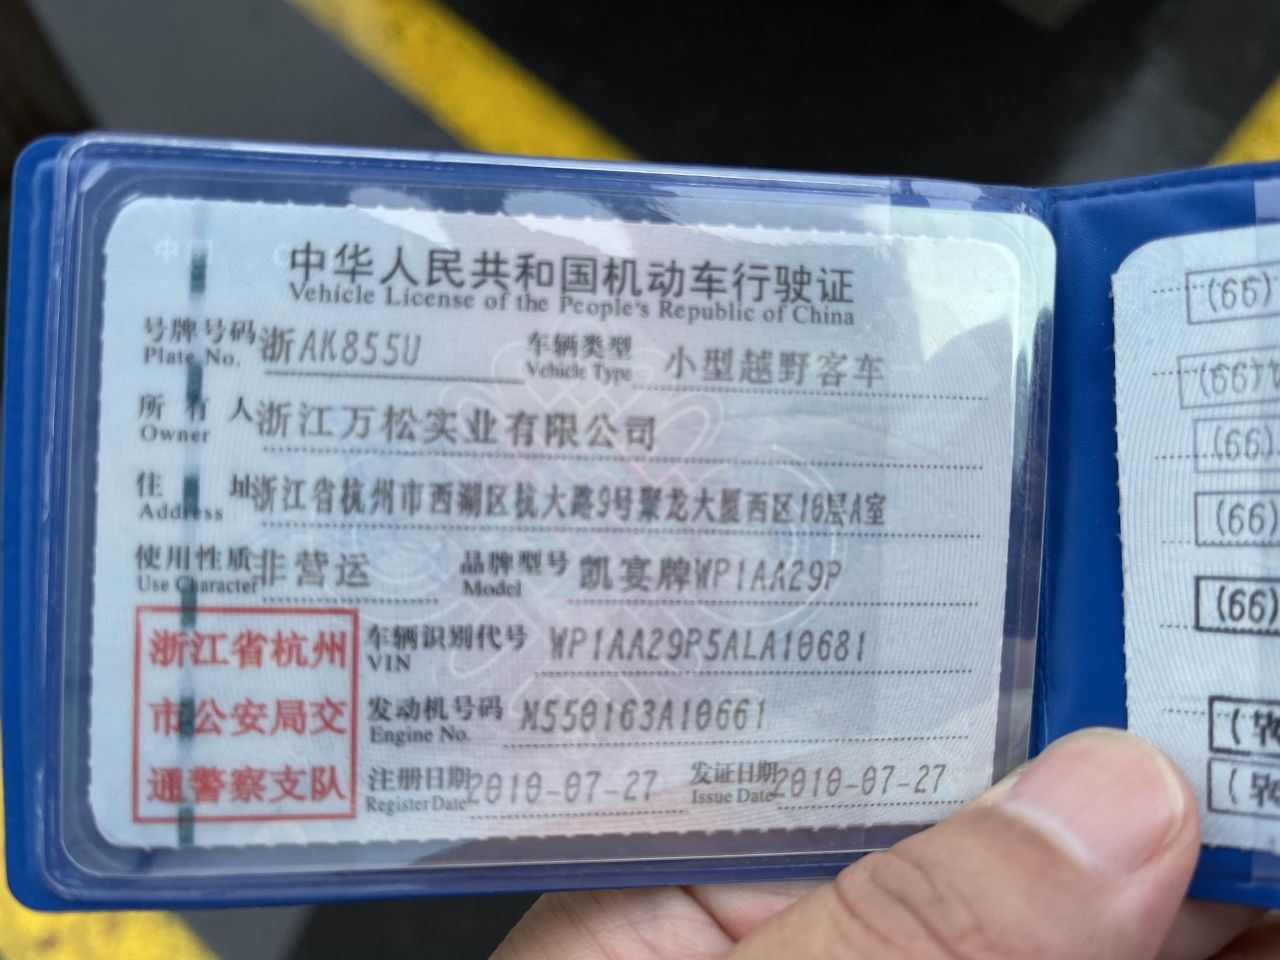 中华人民共和国机动车行驶证
Vehicle License of the People's Republic of China
号牌号码 浙AK855U 车辆类型 小型越野客车
Plate No. Vehicle Type
所有人 浙江万松实业有限公司
Owner
住址 浙江省杭州市西湖区杭大路9号聚龙大厦西区10层A室
Address
使用性质 非营运 品牌型号 凯宴牌WP1AA29P
Use Character Model
浙江省杭州
市公安局交
通警察支队
车辆识别代号 WP1AA29P5ALA10681
VIN
发动机号码 M550163A10661
Engine No.
注册日期 2010-07-27 发证日期 2010-07-27
Register Date Issue Date